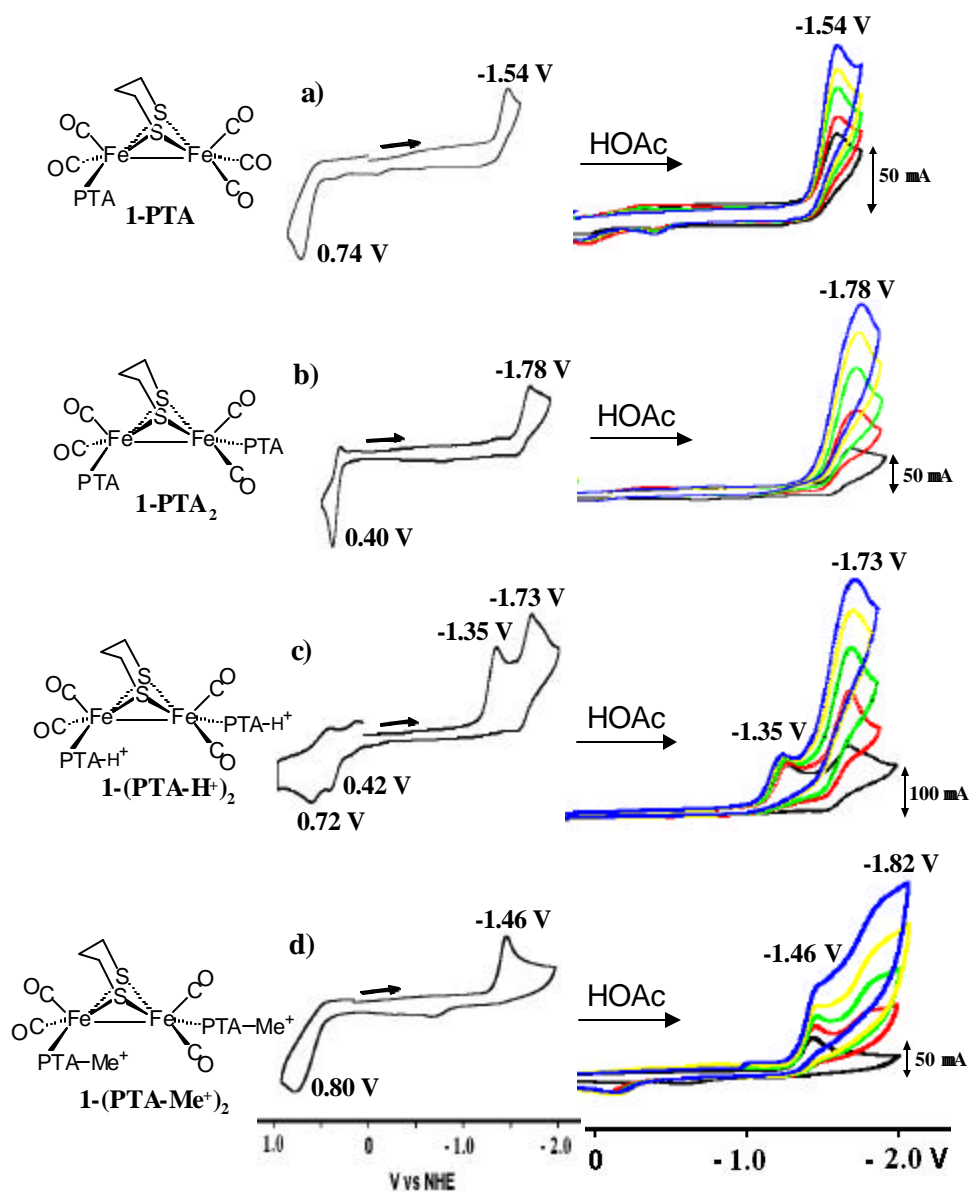 a)
-1.54 V
-1.54 V
OC
S
S
CO
OC
Fe
Fe
CO
PTA
CO
1-PTA
0.74 V
HOAc
50 mA
b)
-1.78 V
-1.78 V
OC
S
S
CO
OC
Fe
Fe
PTA
PTA
CO
1-PTA₂
0.40 V
HOAc
50 mA
c)
-1.35 V
-1.73 V
-1.35 V
-1.73 V
OC
S
S
CO
OC
Fe
Fe
PTA-H⁺
PTA-H⁺
CO
1-(PTA-H⁺)₂
0.42 V
0.72 V
HOAc
100 mA
d)
-1.46 V
-1.46 V
-1.82 V
OC
S
S
CO
OC
Fe
Fe
PTA-Me⁺
PTA-Me⁺
CO
1-(PTA-Me⁺)₂
0.80 V
HOAc
50 mA
1.0 0 -1.0 -2.0
V vs NHE
0 - 1.0 - 2.0 V